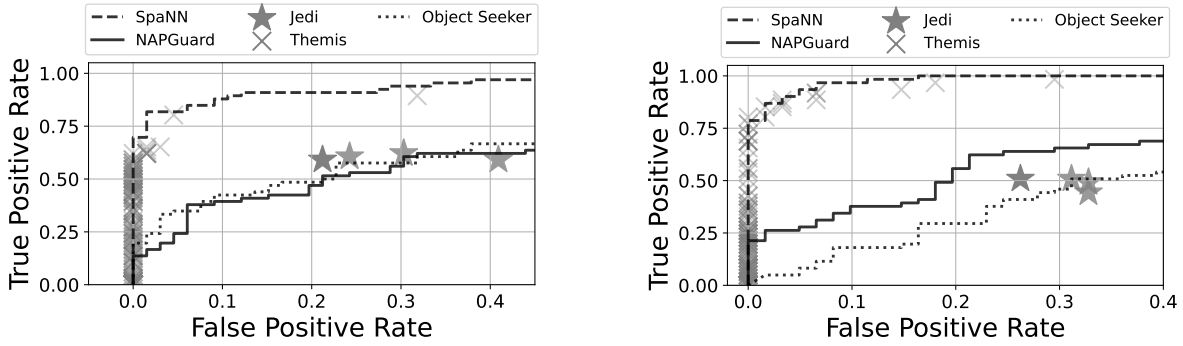 SpaNN Jedi Object Seeker
NAPGuard Themis
True Positive Rate
1.00
0.75
0.50
0.25
0.00
0.0 0.1 0.2 0.3 0.4
False Positive Rate
SpaNN Jedi Object Seeker
NAPGuard Themis
True Positive Rate
1.00
0.75
0.50
0.25
0.00
0.0 0.1 0.2 0.3 0.4
False Positive Rate